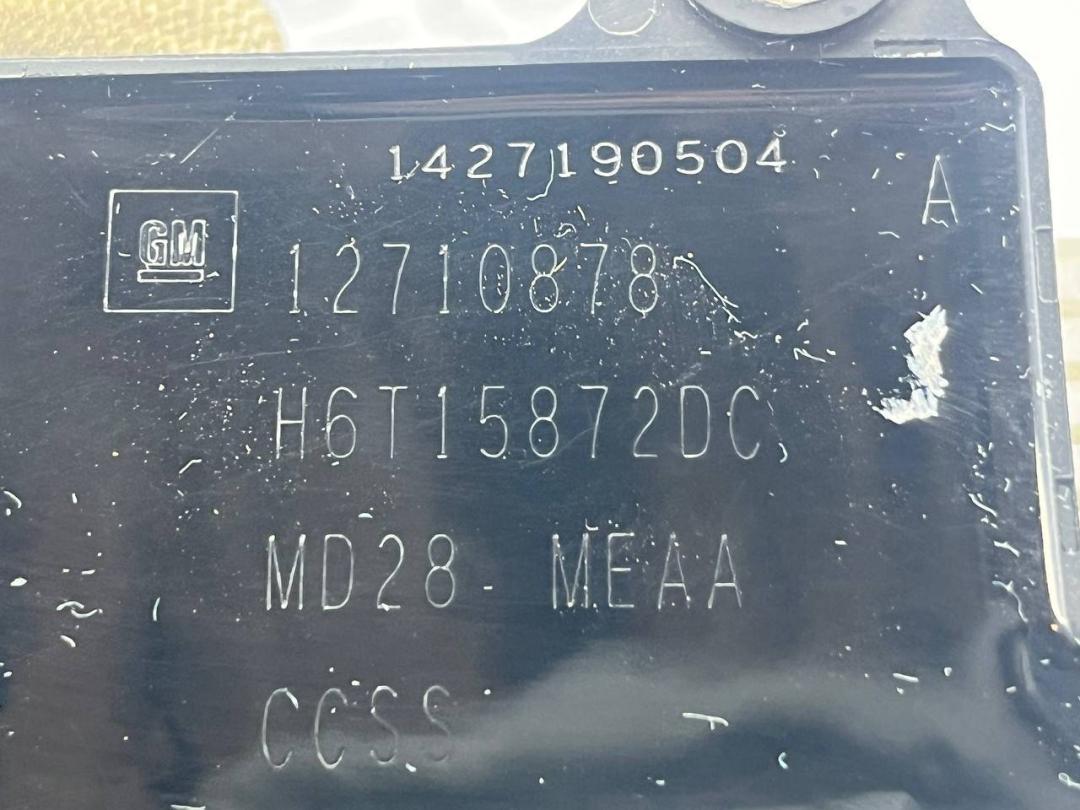 1427190504
A
GM
12710878
H6T15872DC
MD28 MEAA
CCSS